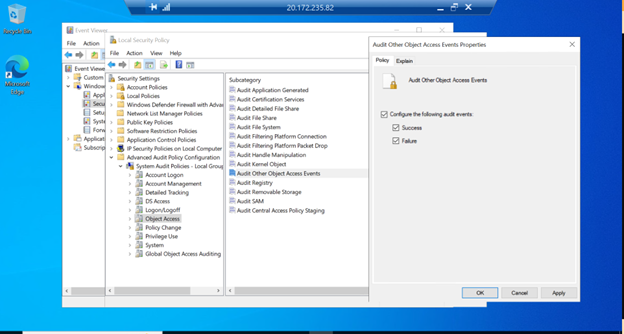 20.172.235.82
Recycle Bin
Microsoft
Edge
Event Viewer
File Action
Event Viewer
Custom
Window
App
Secu
Setu
Syst
Forw
Applicat
Subscrip
Local Security Policy
File Action View Help
Security Settings
Account Policies
Local Policies
Windows Defender Firewall with Advan
Network List Manager Policies
Public Key Policies
Software Restriction Policies
Application Control Policies
IP Security Policies on Local Computer
Advanced Audit Policy Configuration
System Audit Policies - Local Group
Account Logon
Account Management
Detailed Tracking
DS Access
Logon/Logoff
Object Access
Policy Change
Privilege Use
System
Global Object Access Auditing
Subcategory
Audit Application Generated
Audit Certification Services
Audit Detailed File Share
Audit File Share
Audit File System
Audit Filtering Platform Connection
Audit Filtering Platform Packet Drop
Audit Handle Manipulation
Audit Kernel Object
Audit Other Object Access Events
Audit Registry
Audit Removable Storage
Audit SAM
Audit Central Access Policy Staging
Audit Other Object Access Events Properties
Policy Explain
Audit Other Object Access Events
Configure the following audit events:
Success
Failure
OK Cancel Apply